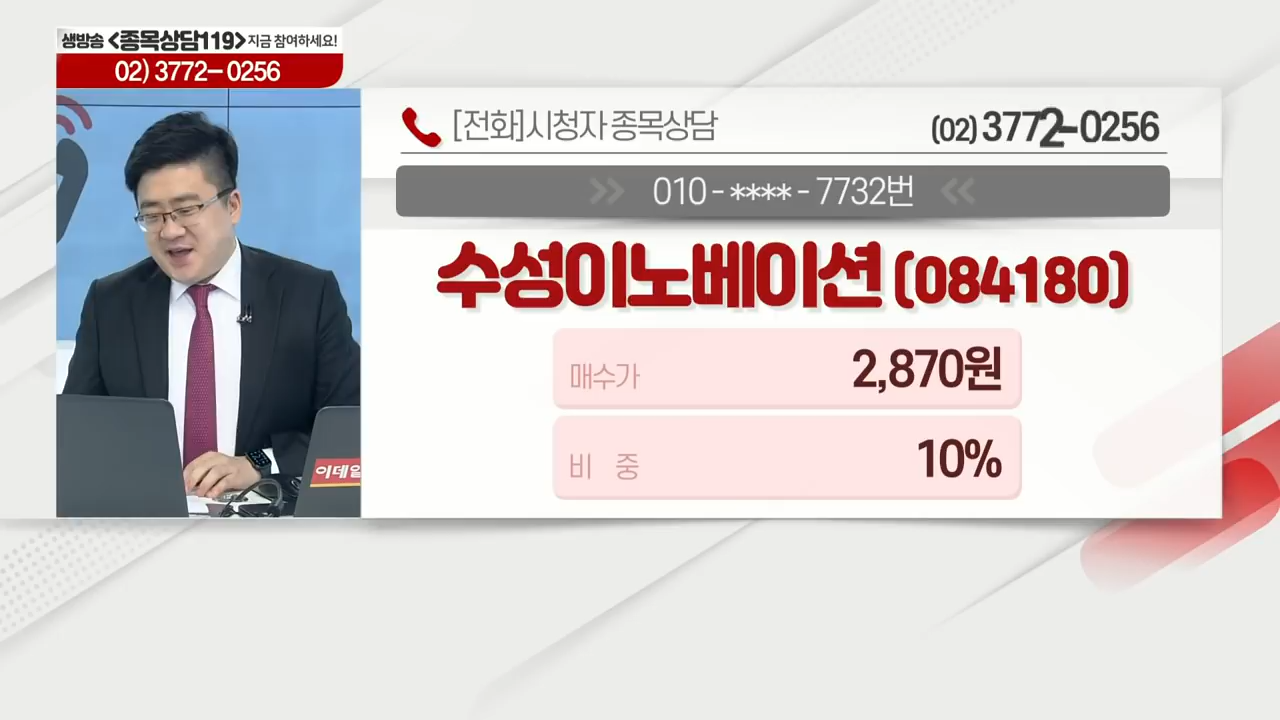 생방송 <종목상담119> 지금 참여하세요!
02) 3772-0256
[전화]시청자 종목상담
(02) 3772-0256
010 - **** - 7732번
수성이노베이션 (084180)
매수가 2,870원
비 중 10%
이데일